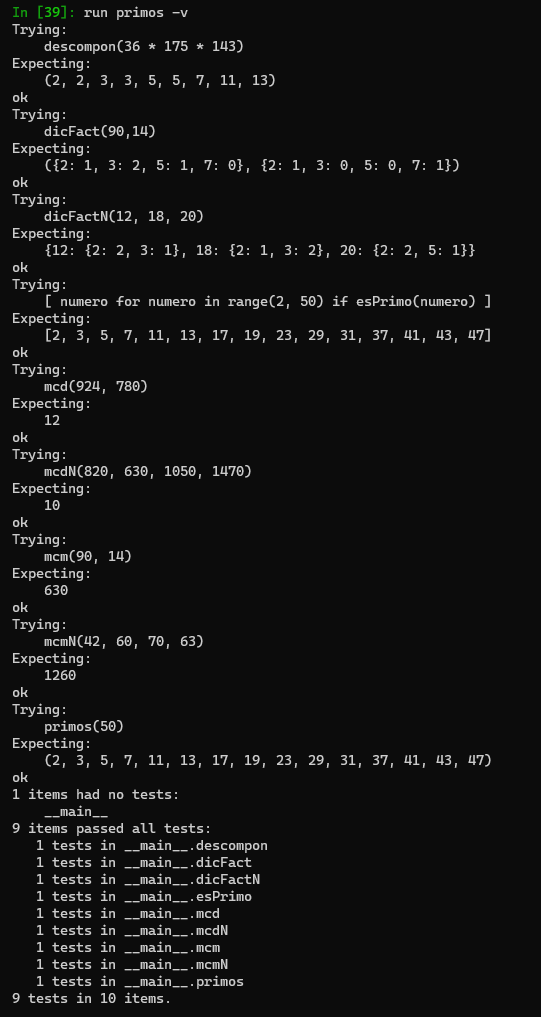 In [39]: run primos -v
Trying:
    descompon(36 * 175 * 143)
Expecting:
    (2, 2, 3, 3, 5, 5, 7, 11, 13)
ok
Trying:
    dicFact(90,14)
Expecting:
    ({2: 1, 3: 2, 5: 1, 7: 0}, {2: 1, 3: 0, 5: 0, 7: 1})
ok
Trying:
    dicFactN(12, 18, 20)
Expecting:
    {12: {2: 2, 3: 1}, 18: {2: 1, 3: 2}, 20: {2: 2, 5: 1}}
ok
Trying:
    [ numero for numero in range(2, 50) if esPrimo(numero) ]
Expecting:
    [2, 3, 5, 7, 11, 13, 17, 19, 23, 29, 31, 37, 41, 43, 47]
ok
Trying:
    mcd(924, 780)
Expecting:
    12
ok
Trying:
    mcdN(820, 630, 1050, 1470)
Expecting:
    10
ok
Trying:
    mcm(90, 14)
Expecting:
    630
ok
Trying:
    mcmN(42, 60, 70, 63)
Expecting:
    1260
ok
Trying:
    primos(50)
Expecting:
    (2, 3, 5, 7, 11, 13, 17, 19, 23, 29, 31, 37, 41, 43, 47)
ok
1 items had no tests:
    __main__
9 items passed all tests:
   1 tests in __main__.descompon
   1 tests in __main__.dicFact
   1 tests in __main__.dicFactN
   1 tests in __main__.esPrimo
   1 tests in __main__.mcd
   1 tests in __main__.mcdN
   1 tests in __main__.mcm
   1 tests in __main__.mcmN
   1 tests in __main__.primos
9 tests in 10 items.